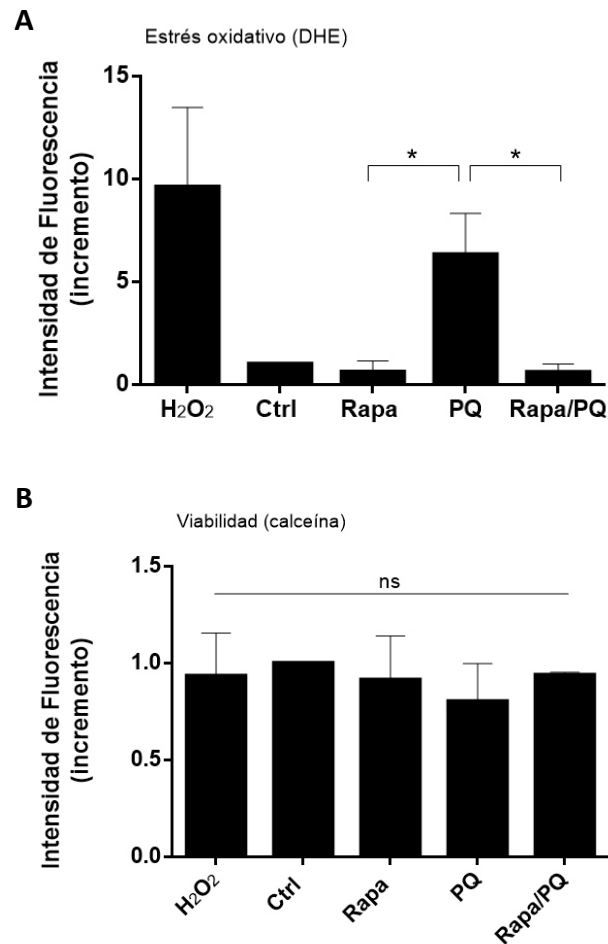 A
Estrés oxidativo (DHE)
Intensidad de Fluorescencia
(incremento)
15
10
5
0
*
*
H2O2 Ctrl Rapa PQ Rapa/PQ
B
Viabilidad (calceína)
Intensidad de Fluorescencia
(incremento)
1.5
1.0
0.5
0.0
ns
H2O2 Ctrl Rapa PQ Rapa/PQ